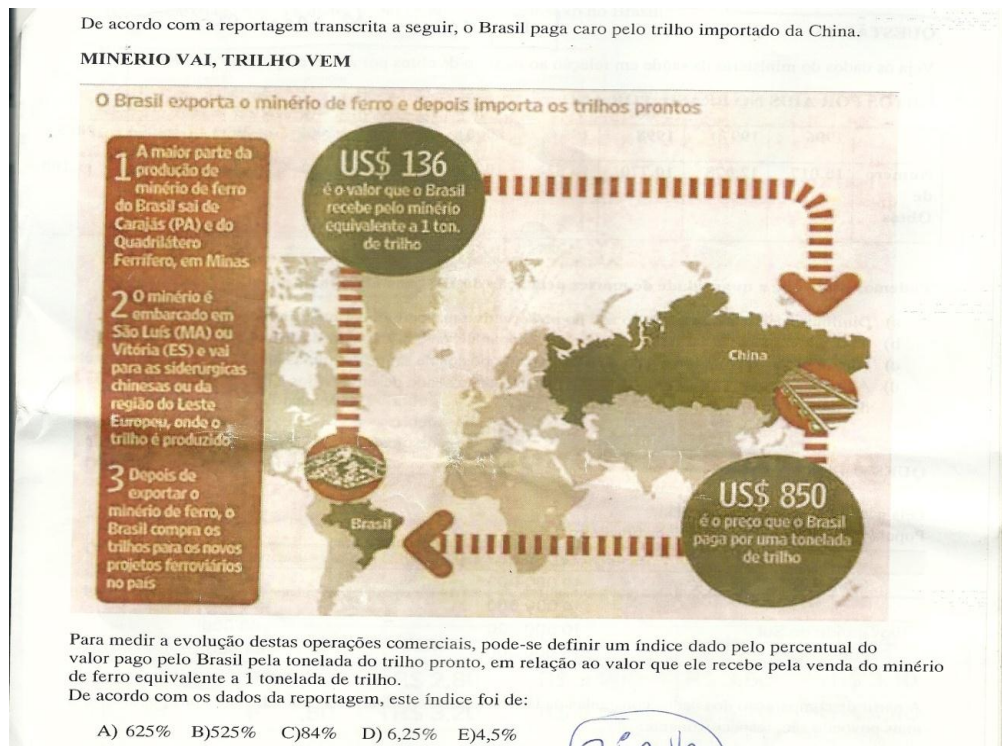 De acordo com a reportagem transcrita a seguir, o Brasil paga caro pelo trilho importado da China.
MINÉRIO VAI, TRILHO VEM
O Brasil exporta o minério de ferro e depois importa os trilhos prontos
1 A maior parte da
produção de
minério de ferro
do Brasil sai de
Carajás (PA) e do
Quadrilátero
Ferrífero, em Minas
2 O minério é
embarcado em
São Luís (MA) ou
Vitória (ES) e vai
para as siderúrgicas
chinesas ou da
região do Leste
Europeu, onde o
trilho é produzido
3 Depois de
exportar o
minério de ferro, o
Brasil compra os
trilhos para os novos
projetos ferroviários
no país
US$ 136
é o valor que o Brasil
recebe pelo minério
equivalente a 1 ton.
de trilho
China
Brasil
US$ 850
é o preço que o Brasil
paga por uma tonelada
de trilho
Para medir a evolução destas operações comerciais, pode-se definir um índice dado pelo percentual do
valor pago pelo Brasil pela tonelada do trilho pronto, em relação ao valor que ele recebe pela venda do minério
de ferro equivalente a 1 tonelada de trilho.
De acordo com os dados da reportagem, este índice foi de:
A) 625% B)525% C)84% D) 6,25% E)4,5%